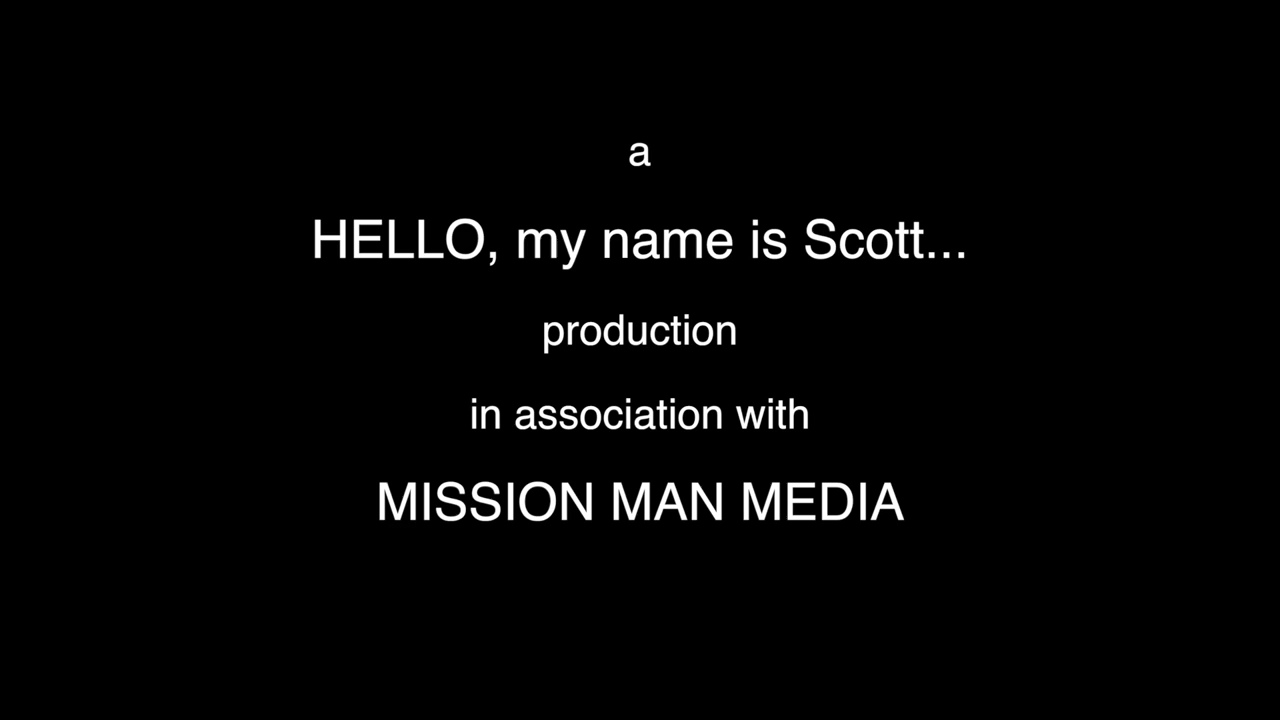 a
HELLO, my name is Scott...
production
in association with
MISSION MAN MEDIA